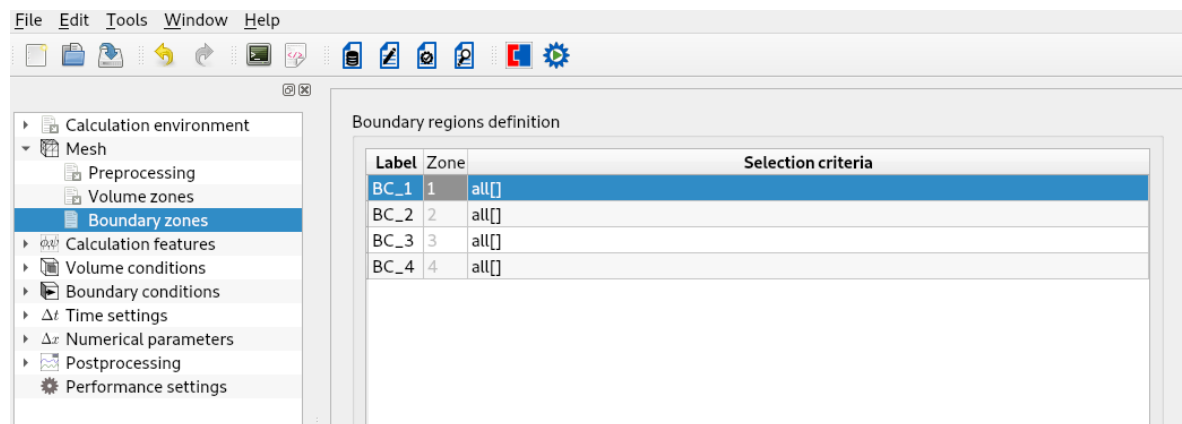 File Edit Tools Window Help
Calculation environment
Mesh
Preprocessing
Volume zones
Boundary zones
Calculation features
Volume conditions
Boundary conditions
Δt Time settings
Δx Numerical parameters
Postprocessing
Performance settings
Boundary regions definition
Label Zone Selection criteria
BC_1 1 all[]
BC_2 2 all[]
BC_3 3 all[]
BC_4 4 all[]